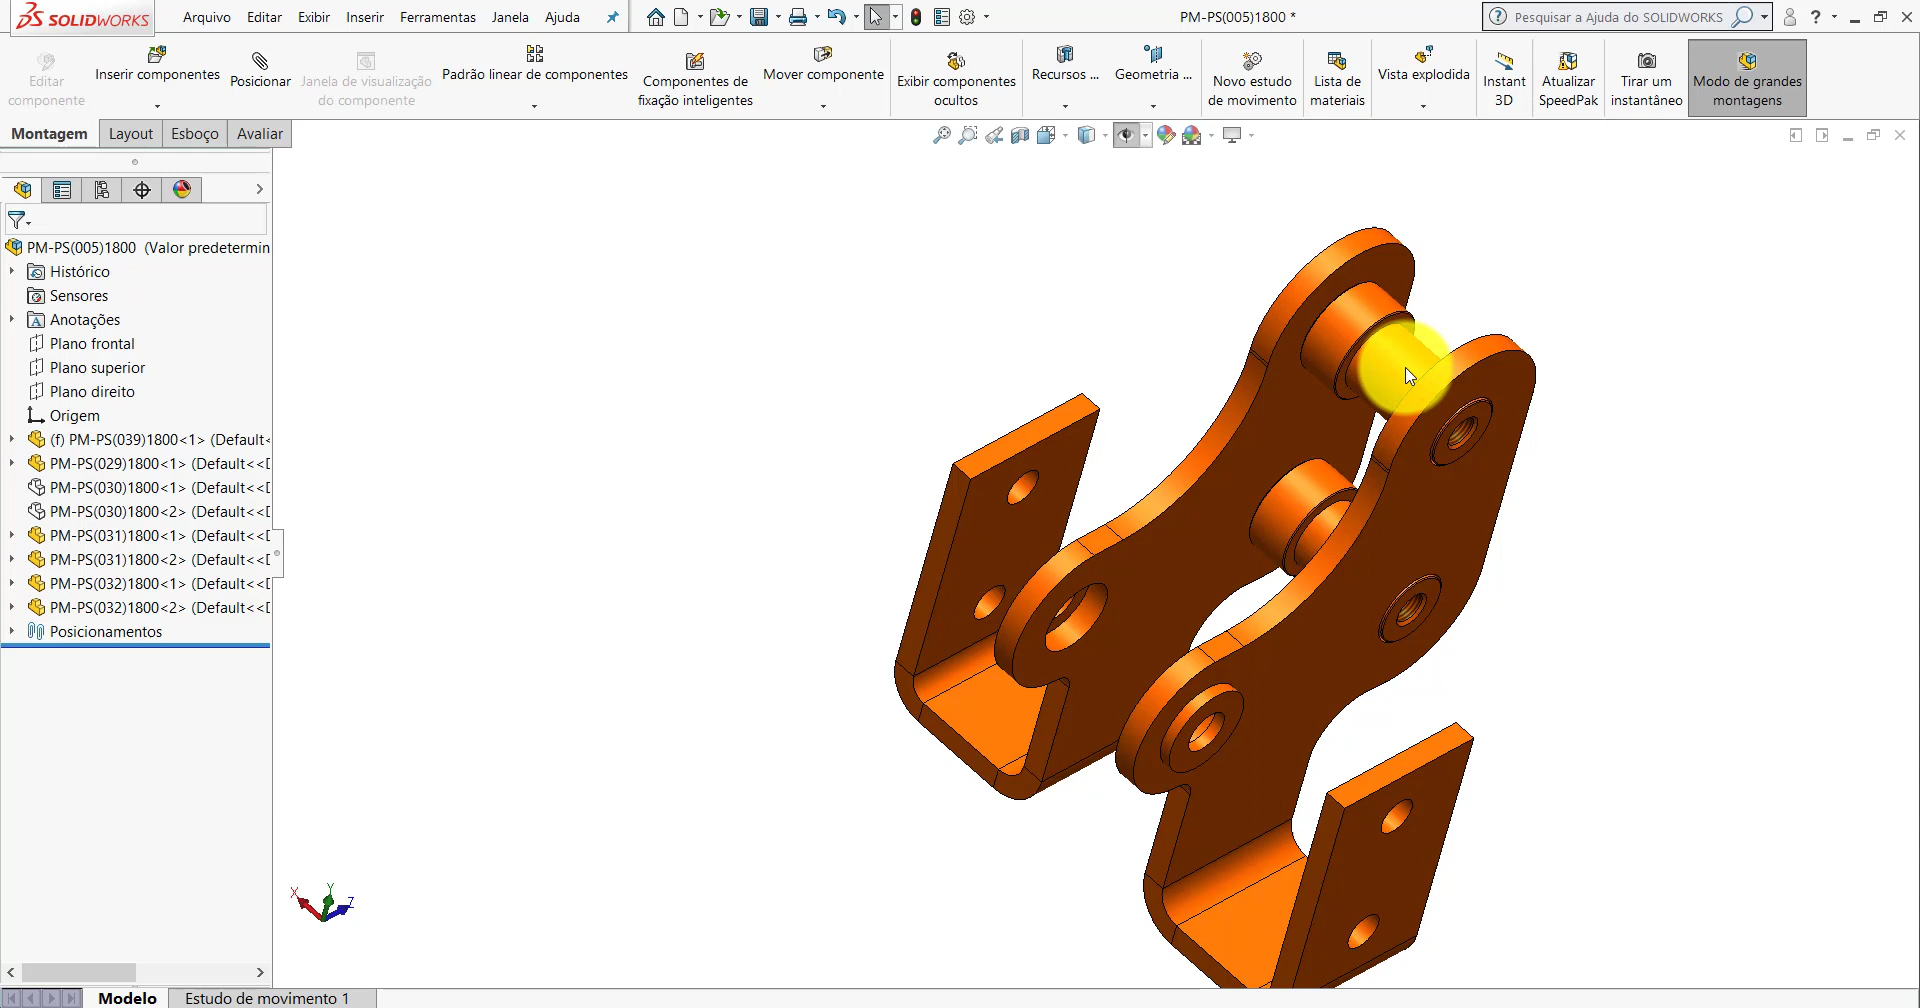 SOLIDWORKS
Arquivo Editar Exibir Inserir Ferramentas Janela Ajuda
PM-PS(005)1800 *
Pesquisar a Ajuda do SOLIDWORKS
?
Editar componente
Inserir componentes
Posicionar
Janela de visualização do componente
Padrão linear de componentes
Componentes de fixação inteligentes
Mover componente
Exibir componentes ocultos
Recursos ...
Geometria ...
Novo estudo de movimento
Lista de materiais
Vista explodida
Instant 3D
Atualizar SpeedPak
Tirar um instantâneo
Modo de grandes montagens
Montagem Layout Esboço Avaliar
PM-PS(005)1800 (Valor predetermin
Histórico
Sensores
Anotações
Plano frontal
Plano superior
Plano direito
Origem
(f) PM-PS(039)1800<1> (Default<
PM-PS(029)1800<1> (Default<<D
PM-PS(030)1800<1> (Default<<D
PM-PS(030)1800<2> (Default<<D
PM-PS(031)1800<1> (Default<<D
PM-PS(031)1800<2> (Default<<D
PM-PS(032)1800<1> (Default<<D
PM-PS(032)1800<2> (Default<<D
Posicionamentos
X Y Z
Modelo Estudo de movimento 1